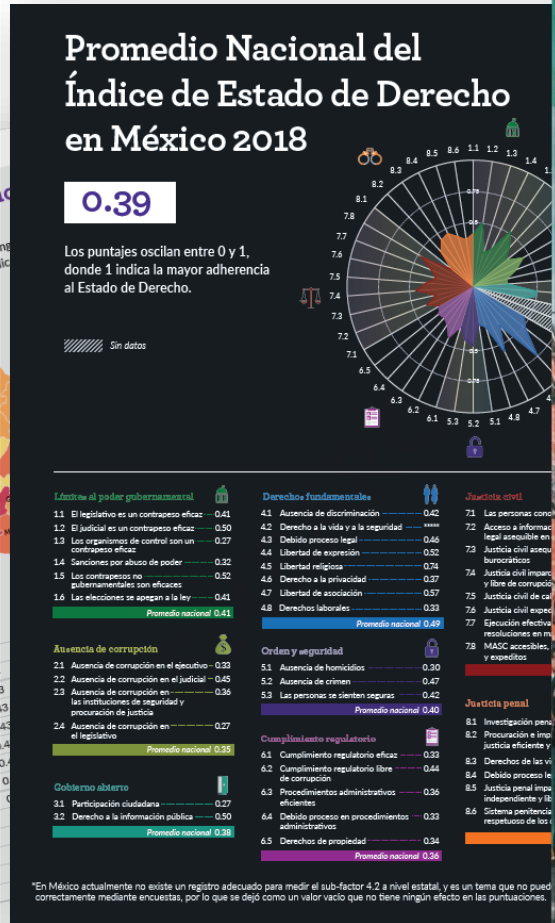 Promedio Nacional del
Índice de Estado de Derecho
en México 2018
0.39
Los puntajes oscilan entre 0 y 1,
donde 1 indica la mayor adherencia
al Estado de Derecho.
Sin datos
8.6 1.1 1.2 1.3 1.4
8.5
8.4
8.3
8.2
8.1
7.8
7.7
7.6
7.5
7.4
7.3
7.2
7.1
6.5
6.4
6.3
6.2
6.1 5.3 5.2 5.1 4.8 4.7
0.75
0.5
0.5
0.75
Límites al poder gubernamental
1.1 El legislativo es un contrapeso eficaz 0.41
1.2 El judicial es un contrapeso eficaz 0.50
1.3 Los organismos de control son un 0.27
contrapeso eficaz
1.4 Sanciones por abuso de poder 0.32
1.5 Los contrapesos no 0.52
gubernamentales son eficaces
1.6 Las elecciones se apegan a la ley 0.41
Promedio nacional 0.41
Ausencia de corrupción
2.1 Ausencia de corrupción en el ejecutivo 0.33
2.2 Ausencia de corrupción en el judicial 0.45
2.3 Ausencia de corrupción en 0.36
las instituciones de seguridad y
procuración de justicia
2.4 Ausencia de corrupción en 0.27
el legislativo
Promedio nacional 0.35
Gobierno abierto
3.1 Participación ciudadana 0.27
3.2 Derecho a la información pública 0.50
Promedio nacional 0.38
Derechos fundamentales
4.1 Ausencia de discriminación 0.42
4.2 Derecho a la vida y a la seguridad *****
4.3 Debido proceso legal 0.46
4.4 Libertad de expresión 0.52
4.5 Libertad religiosa 0.74
4.6 Derecho a la privacidad 0.37
4.7 Libertad de asociación 0.57
4.8 Derechos laborales 0.33
Promedio nacional 0.49
Orden y seguridad
5.1 Ausencia de homicidios 0.30
5.2 Ausencia de crimen 0.47
5.3 Las personas se sienten seguras 0.42
Promedio nacional 0.40
Cumplimiento regulatorio
6.1 Cumplimiento regulatorio eficaz 0.33
6.2 Cumplimiento regulatorio libre 0.44
de corrupción
6.3 Procedimientos administrativos 0.36
eficientes
6.4 Debido proceso en procedimientos 0.33
administrativos
6.5 Derechos de propiedad 0.34
Promedio nacional 0.36
Justicia civil
7.1 Las personas cono
7.2 Acceso a informac
legal asequible en
7.3 Justicia civil asequ
burocráticos
7.4 Justicia civil imparc
y libre de corrupció
7.5 Justicia civil de cal
7.6 Justicia civil exped
7.7 Ejecución efectiva
resoluciones en m
7.8 MASC accesibles,
y expeditos
Justicia penal
8.1 Investigación pena
8.2 Procuración e imp
justicia eficiente y
8.3 Derechos de las ví
8.4 Debido proceso le
8.5 Justicia penal impa
independiente y lib
8.6 Sistema penitencia
respetuoso de los
*En México actualmente no existe un registro adecuado para medir el sub-factor 4.2 a nivel estatal, y es un tema que no pued
correctamente mediante encuestas, por lo que se dejó como un valor vacío que no tiene ningún efecto en las puntuaciones.